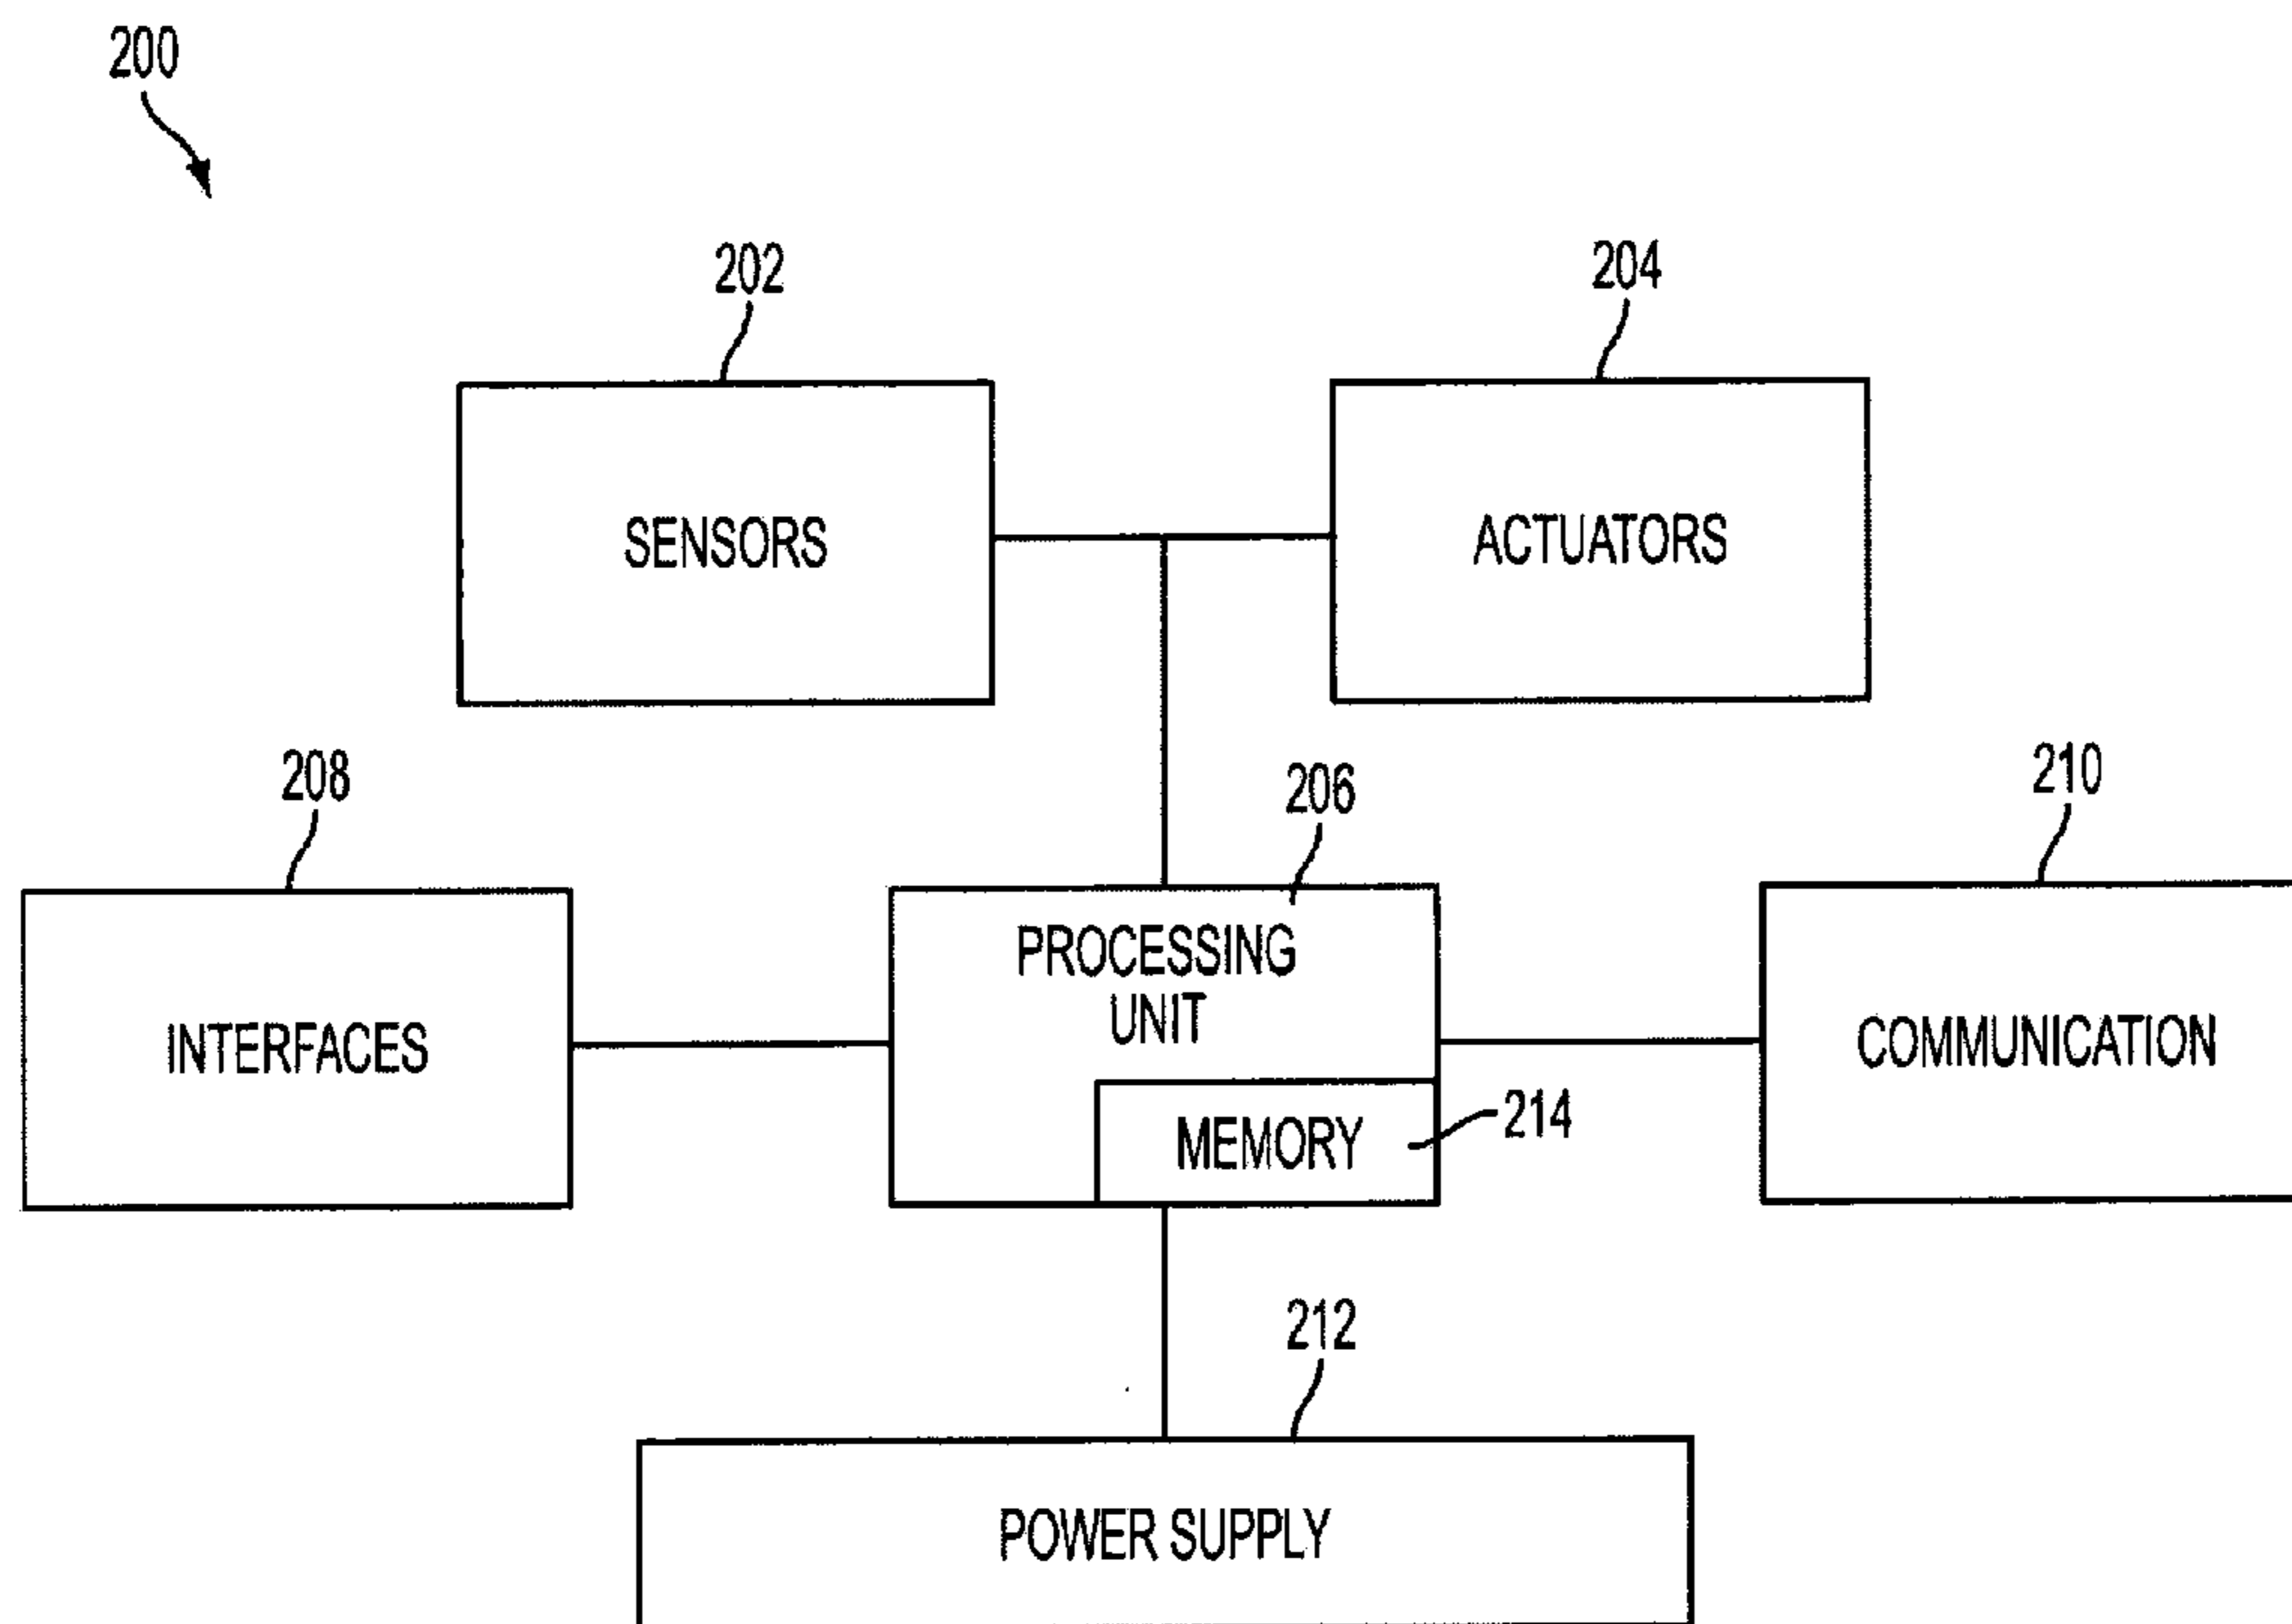 200
202
204
SENSORS
ACTUATORS
208
206
210
PROCESSING
UNIT
INTERFACES
COMMUNICATION
MEMORY
214
212
POWER SUPPLY